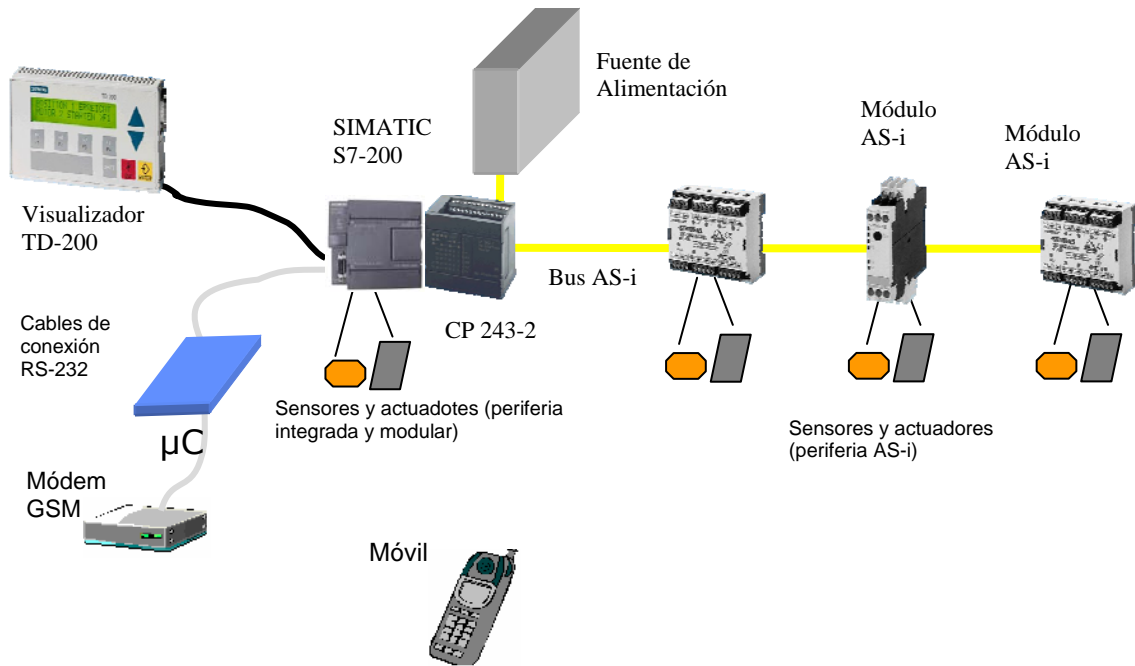 Fuente de
Alimentación
SIMATIC
S7-200
Módulo
AS-i
Módulo
AS-i
SIEMENS
Visualizador
TD-200
Bus AS-i
CP 243-2
Cables de
conexión
RS-232
Sensores y actuadotes (periferia
integrada y modular)
Sensores y actuadores
(periferia AS-i)
µC
Módem
GSM
Móvil